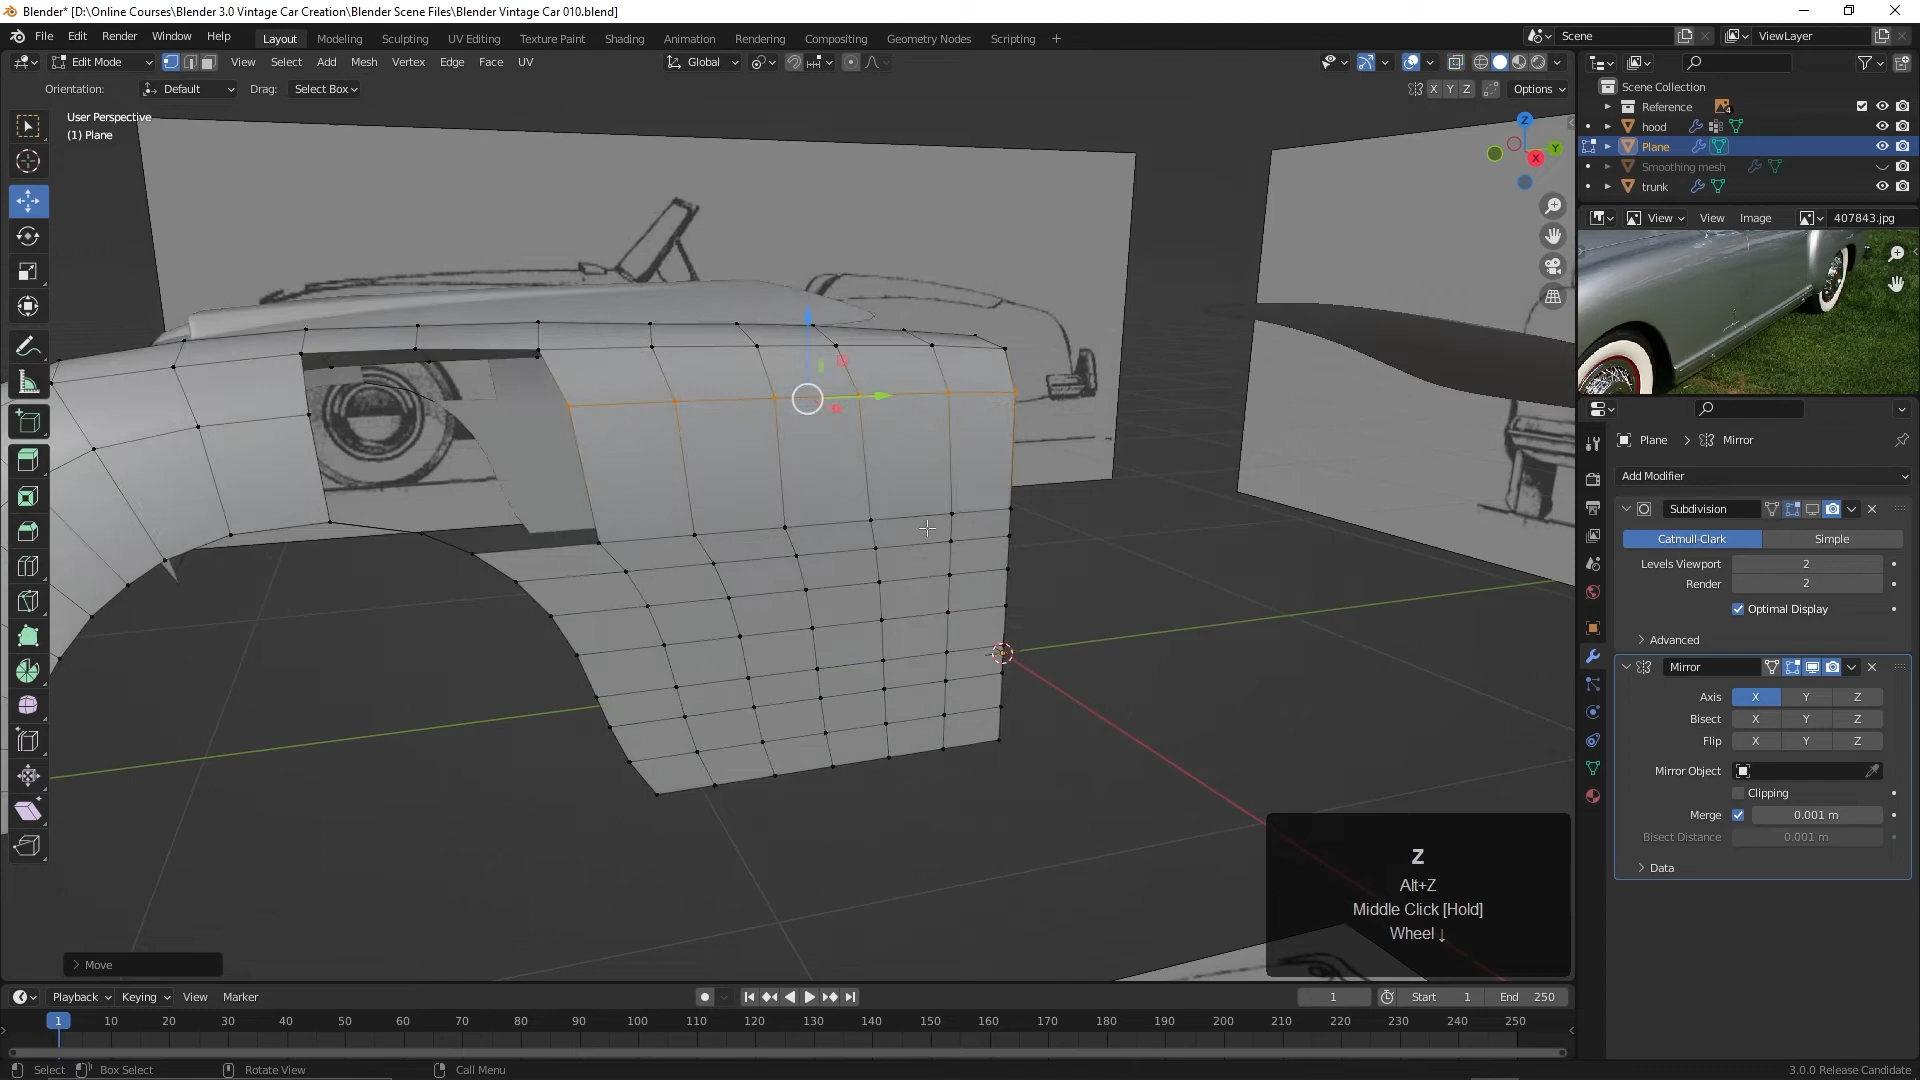 Blender* [D:\Online Courses\Blender 3.0 Vintage Car Creation\Blender Scene Files\Blender Vintage Car 010.blend]
File Edit Render Window Help Layout Modeling Sculpting UV Editing Texture Paint Shading Animation Rendering Compositing Geometry Nodes Scripting + Scene ViewLayer
Edit Mode View Select Add Mesh Vertex Edge Face UV Global
Orientation: Default Drag: Select Box X Y Z Options
User Perspective
(1) Plane
Z
Y
X
Scene Collection
Reference 4
hood
Plane
Smoothing mesh
trunk
View View Image 407843.jpg
Plane > Mirror
Add Modifier
Subdivision
Catmull-Clark Simple
Levels Viewport 2
Render 2
Optimal Display
Advanced
Mirror
Axis X Y Z
Bisect X Y Z
Flip X Y Z
Mirror Object
Clipping
Merge 0.001 m
Bisect Distance 0.001 m
Data
Z
Alt+Z
Middle Click [Hold]
Wheel ↓
> Move
Playback Keying View Marker 1 Start 1 End 250
1 10 20 30 40 50 60 70 80 90 100 110 120 130 140 150 160 170 180 190 200 210 220 230 240 250
Select Box Select Rotate View Call Menu 3.0.0 Release Candidate